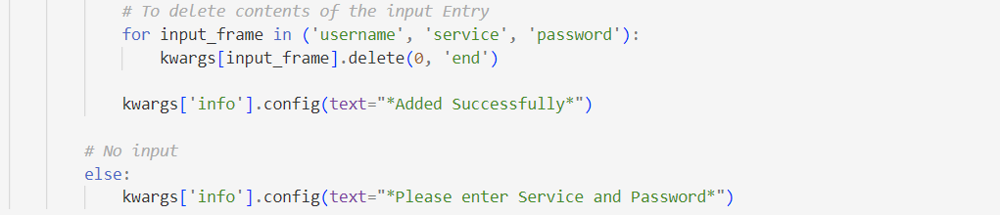 # To delete contents of the input Entry
for input_frame in ('username', 'service', 'password'):
kwargs[input_frame].delete(0, 'end')
kwargs['info'].config(text="*Added Successfully*")
# No input
else:
kwargs['info'].config(text="*Please enter Service and Password*")